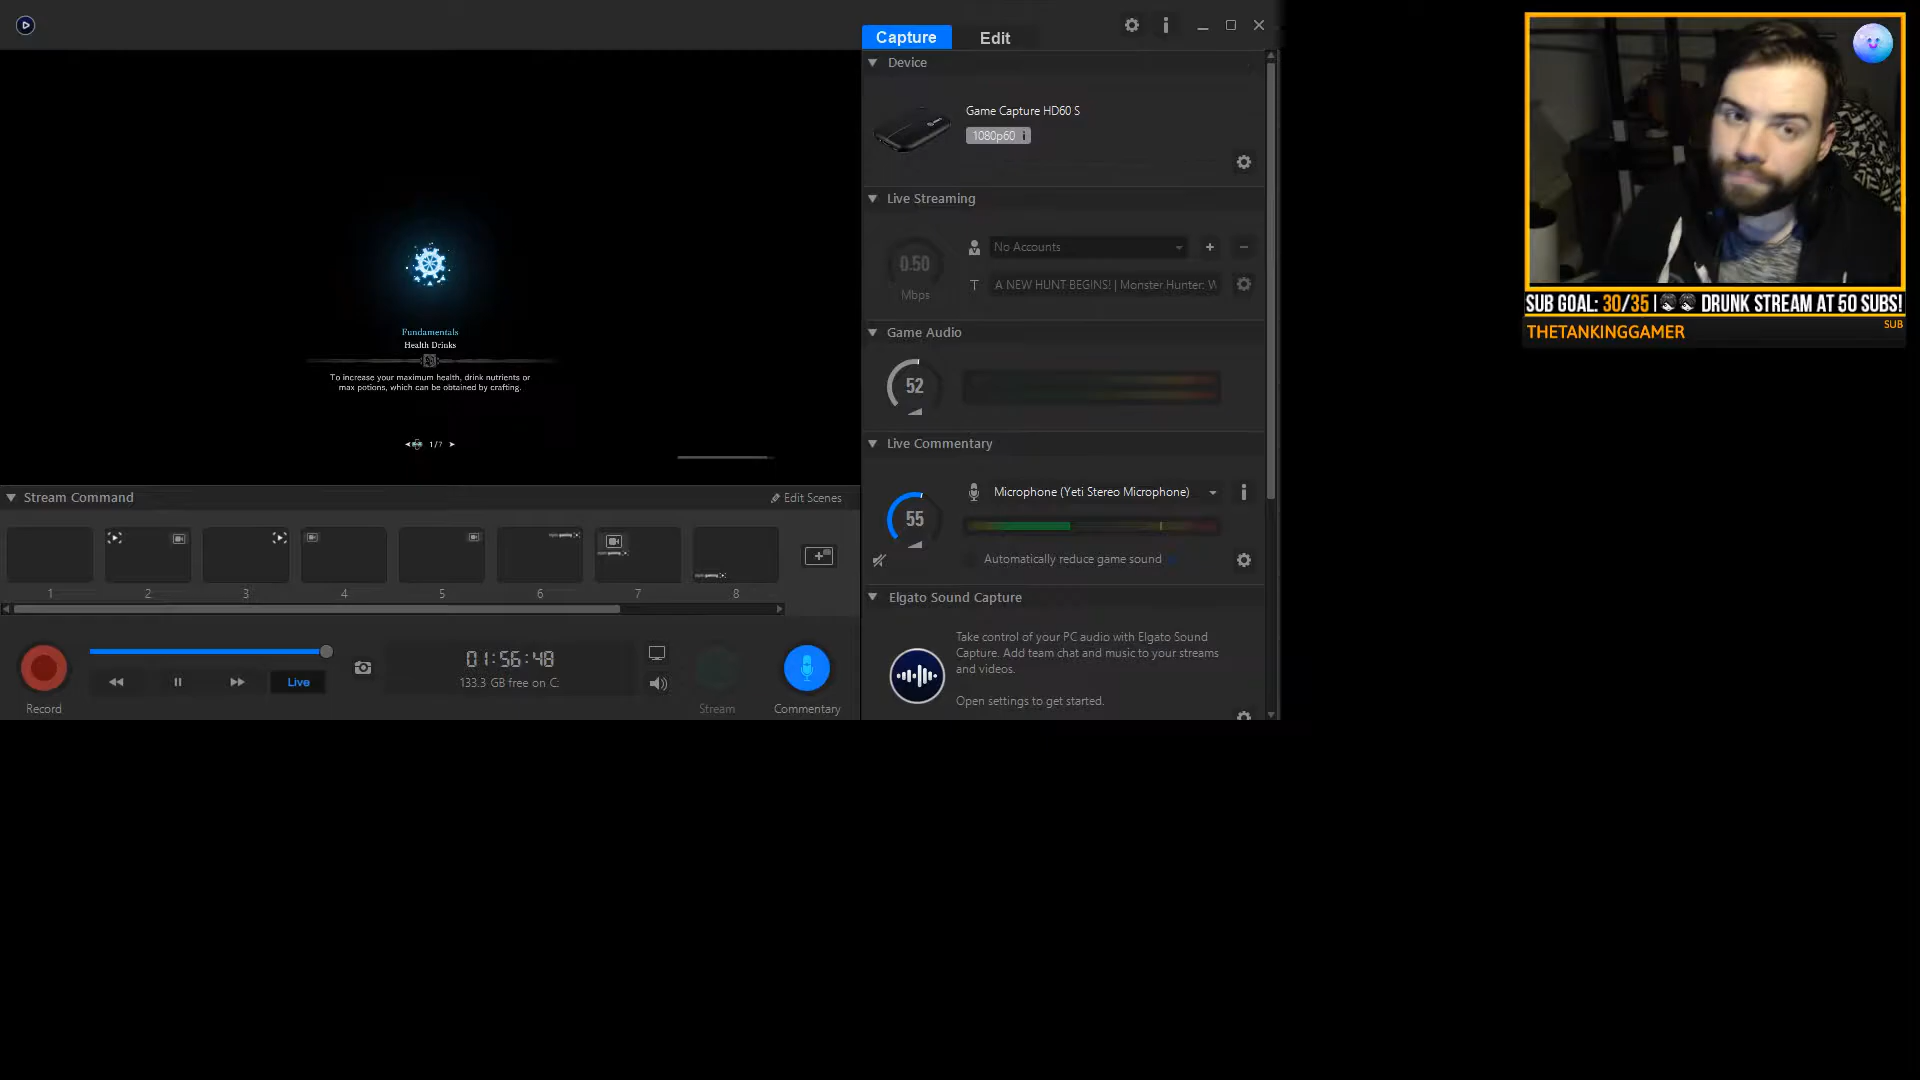 Capture
Edit
Device
Game Capture HD60 S
1080p60 i
Live Streaming
0.50
Mbps
No Accounts
T A NEW HUNT BEGINS! | Monster Hunter: W
Game Audio
52
Live Commentary
Microphone (Yeti Stereo Microphone)
55
Automatically reduce game sound
Elgato Sound Capture
Take control of your PC audio with Elgato Sound
Capture. Add team chat and music to your streams
and videos.
Open settings to get started.
Fundamentals
Health Drinks
To increase your maximum health, drink nutrients or
max potions, which can be obtained by crafting.
1/7
Stream Command
Edit Scenes
1 2 3 4 5 6 7 8
01:56:48
133.3 GB free on C:
Live
Record
Stream
Commentary
SUB GOAL: 30/35 | DRUNK STREAM AT 50 SUBS!
THETANKINGGAMER
SUB